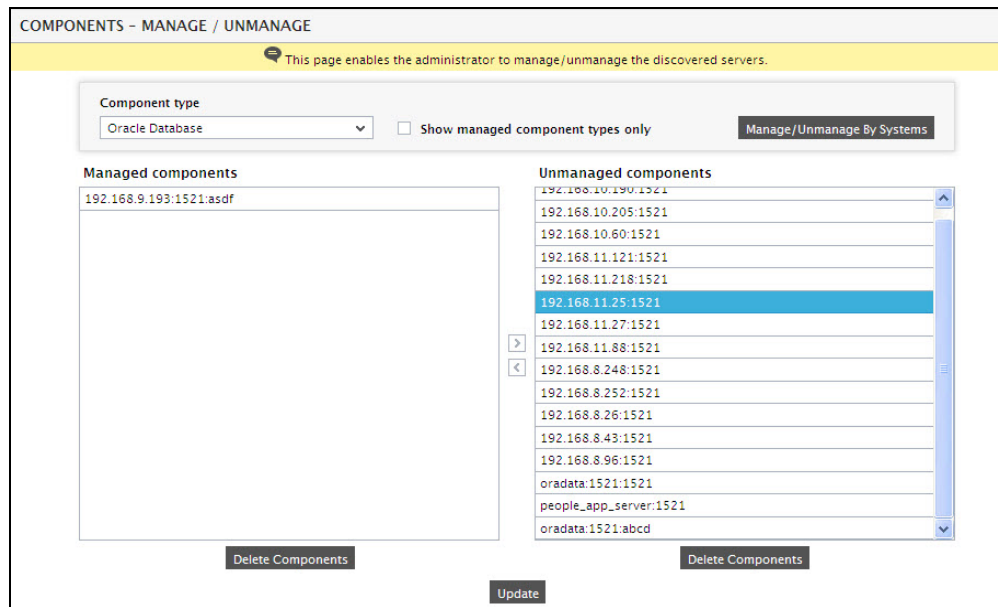 COMPONENTS - MANAGE / UNMANAGE
This page enables the administrator to manage/unmanage the discovered servers.
Component type
Oracle Database
Show managed component types only
Manage/Unmanage By Systems
Managed components
192.168.9.193:1521:asdf
Unmanaged components
192.168.10.190:1521
192.168.10.205:1521
192.168.10.60:1521
192.168.11.121:1521
192.168.11.218:1521
192.168.11.25:1521
192.168.11.27:1521
192.168.11.88:1521
192.168.8.248:1521
192.168.8.252:1521
192.168.8.26:1521
192.168.8.43:1521
192.168.8.96:1521
oradata:1521:1521
people_app_server:1521
oradata:1521:abcd
Delete Components
Delete Components
Update